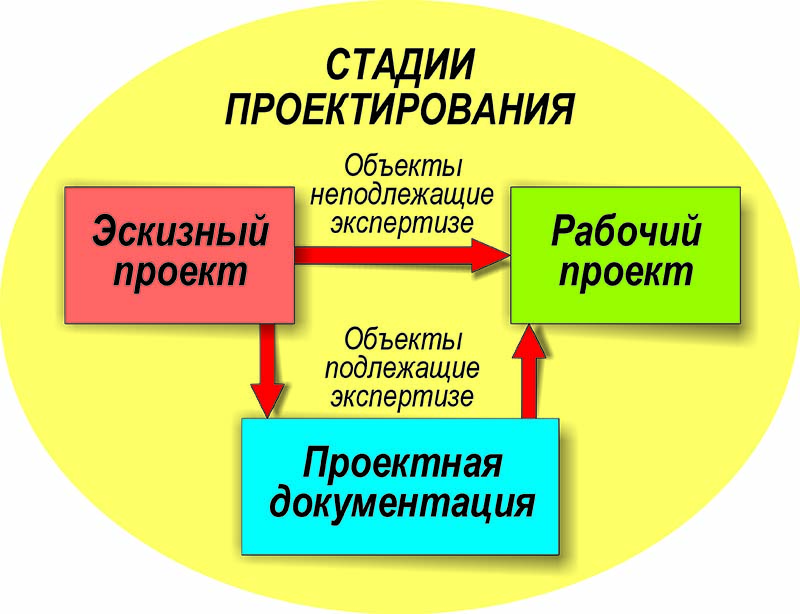 СТАДИИ
ПРОЕКТИРОВАНИЯ
Объекты
неподлежащие
экспертизе
Эскизный
проект
Рабочий
проект
Объекты
подлежащие
экспертизе
Проектная
документация